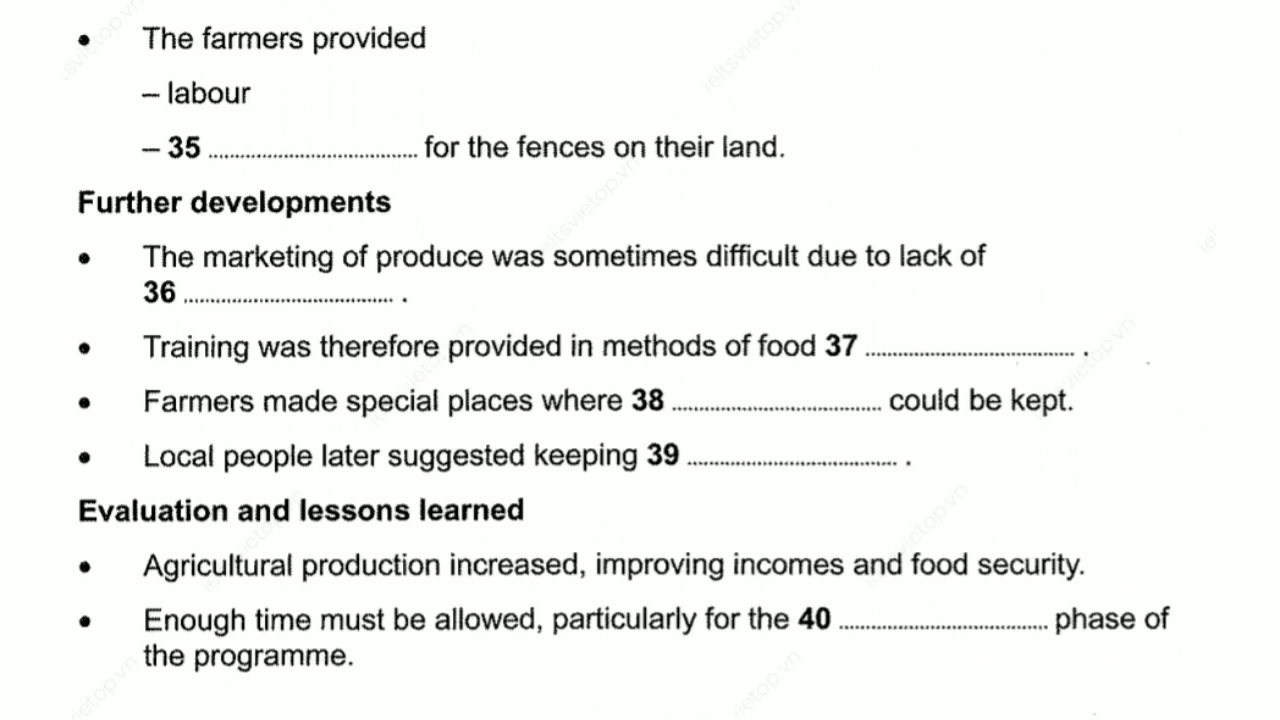 • The farmers provided
– labour
– 35 .................................... for the fences on their land.
Further developments
• The marketing of produce was sometimes difficult due to lack of
36 .................................... .
• Training was therefore provided in methods of food 37 .................................... .
• Farmers made special places where 38 .................................... could be kept.
• Local people later suggested keeping 39 .................................... .
Evaluation and lessons learned
• Agricultural production increased, improving incomes and food security.
• Enough time must be allowed, particularly for the 40 .................................... phase of
the programme.